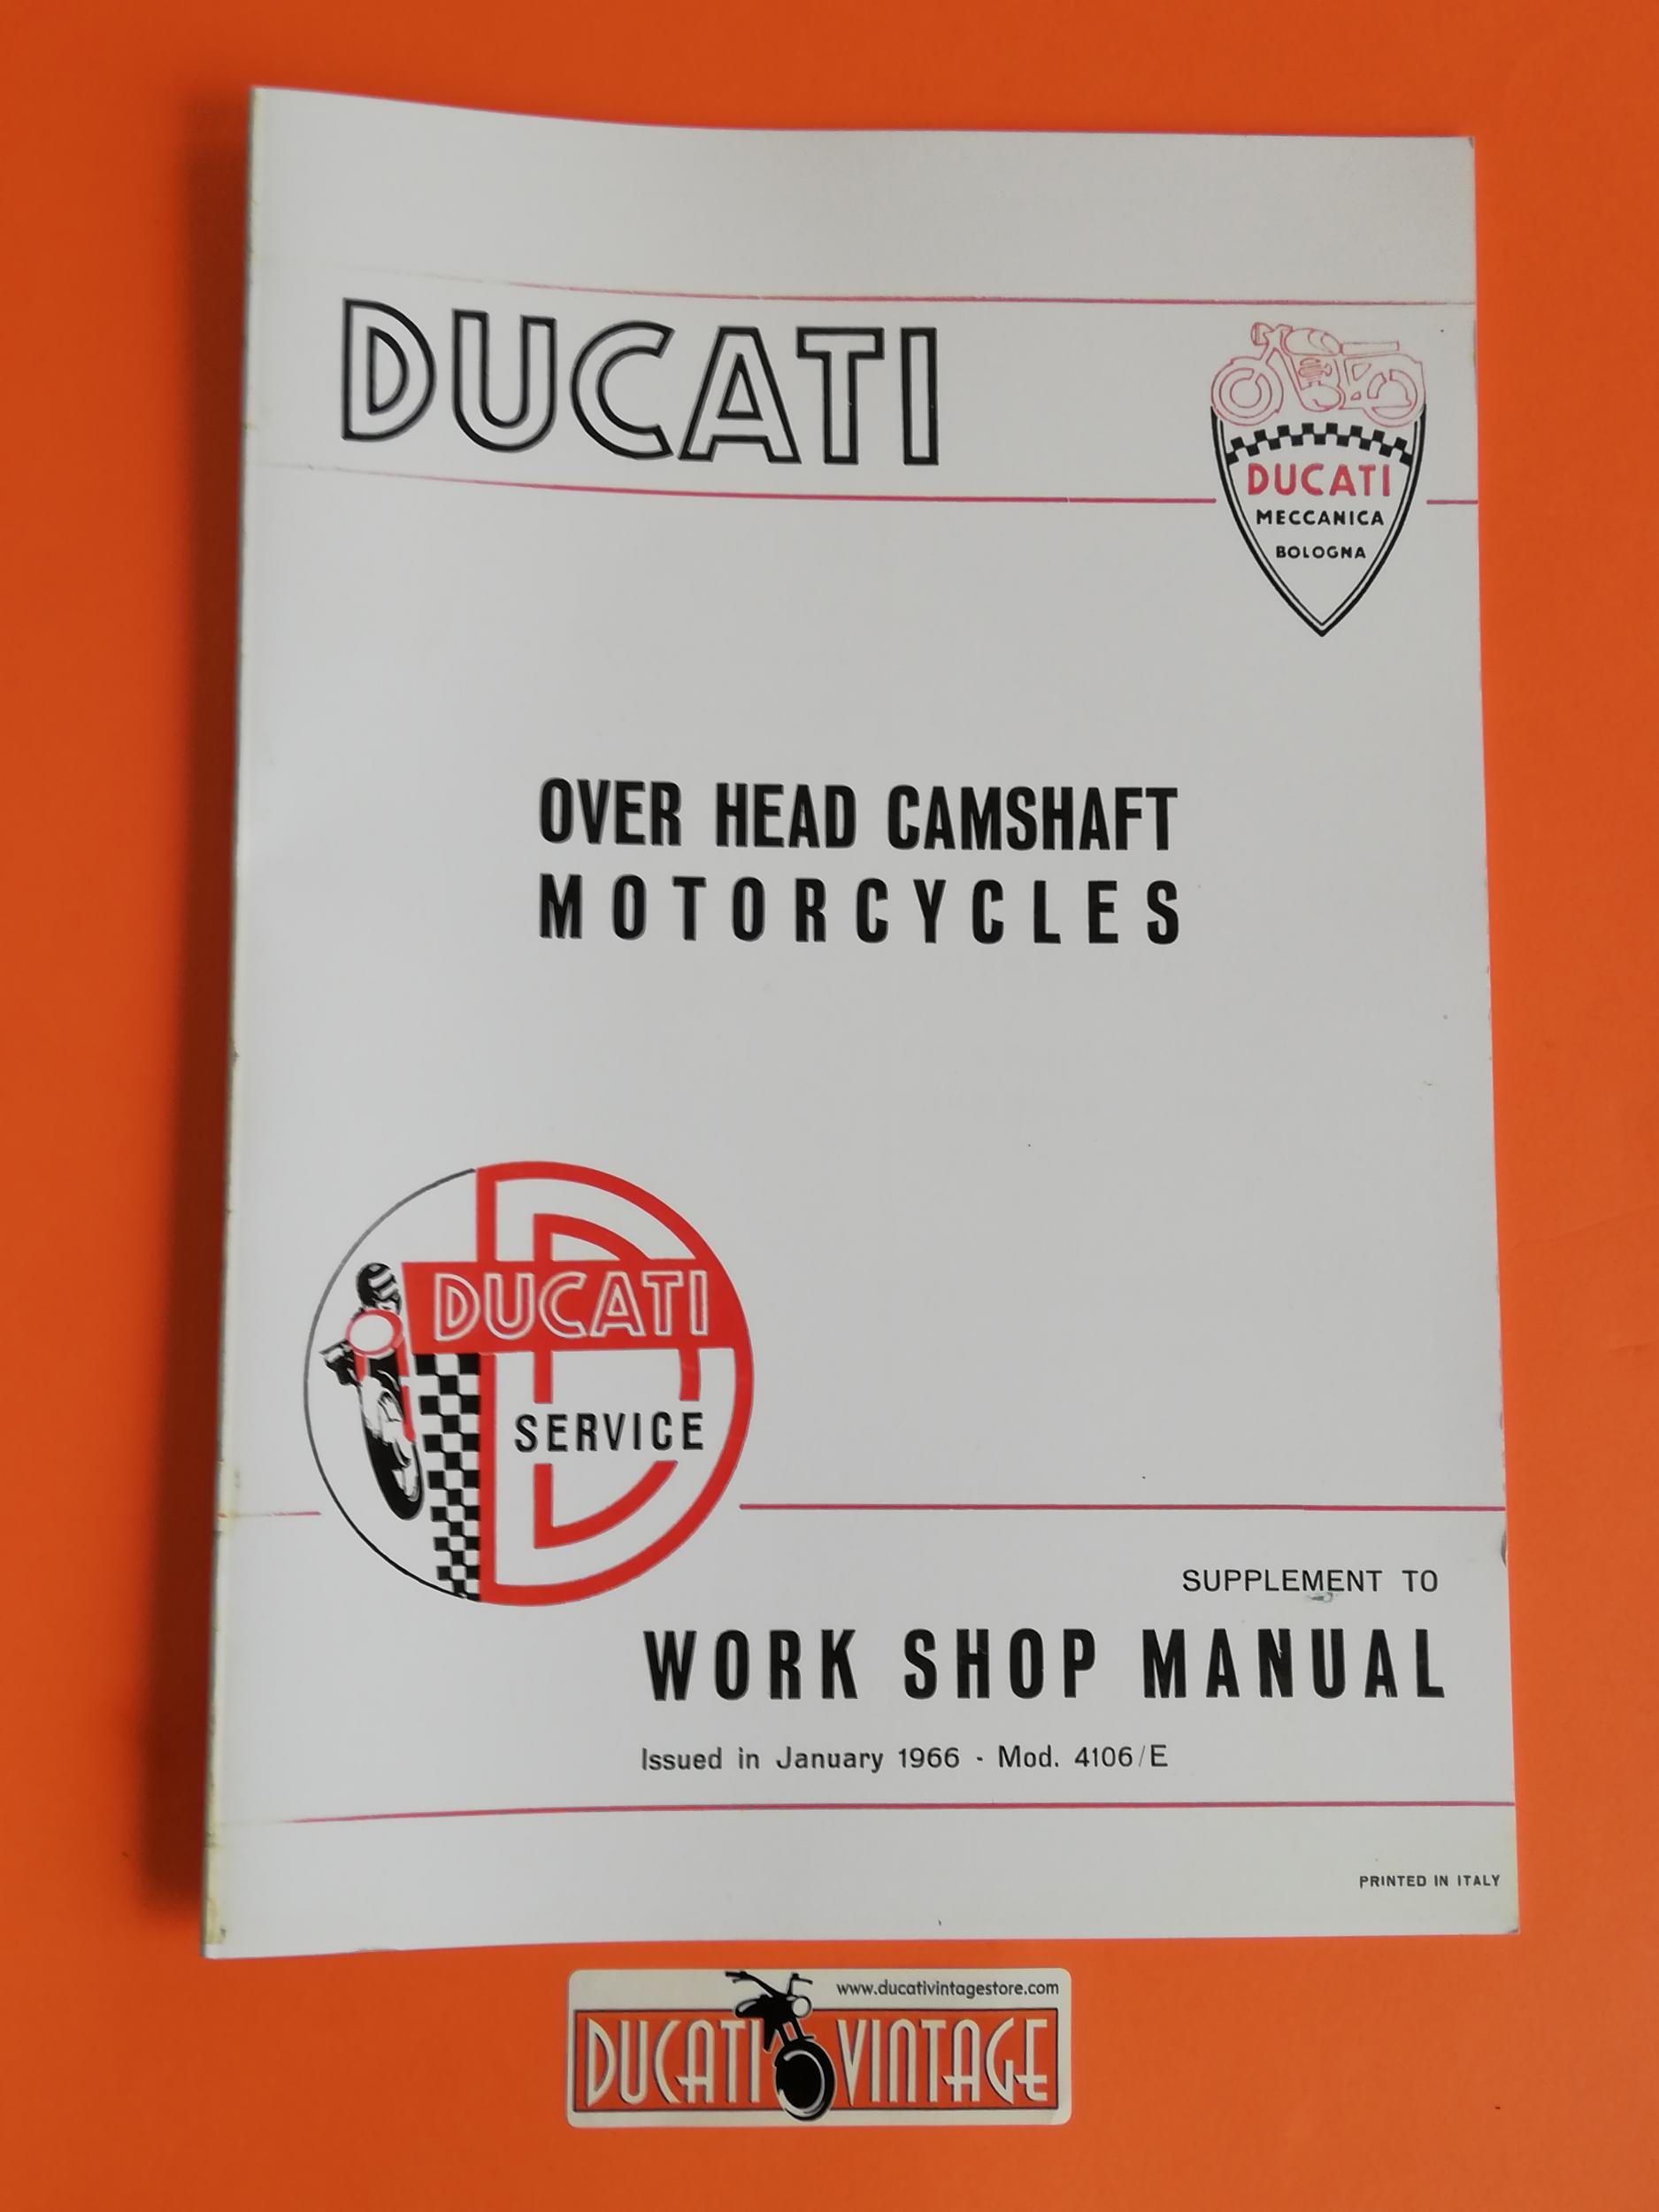 DUCATI
DUCATI
MECCANICA
BOLOGNA
OVER HEAD CAMSHAFT
MOTORCYCLES
DUCATI
SERVICE
SUPPLEMENT TO
WORK SHOP MANUAL
Issued in January 1966 - Mod. 4106/E
PRINTED IN ITALY
www.ducativintagestore.com
DUCATI VINTAGE